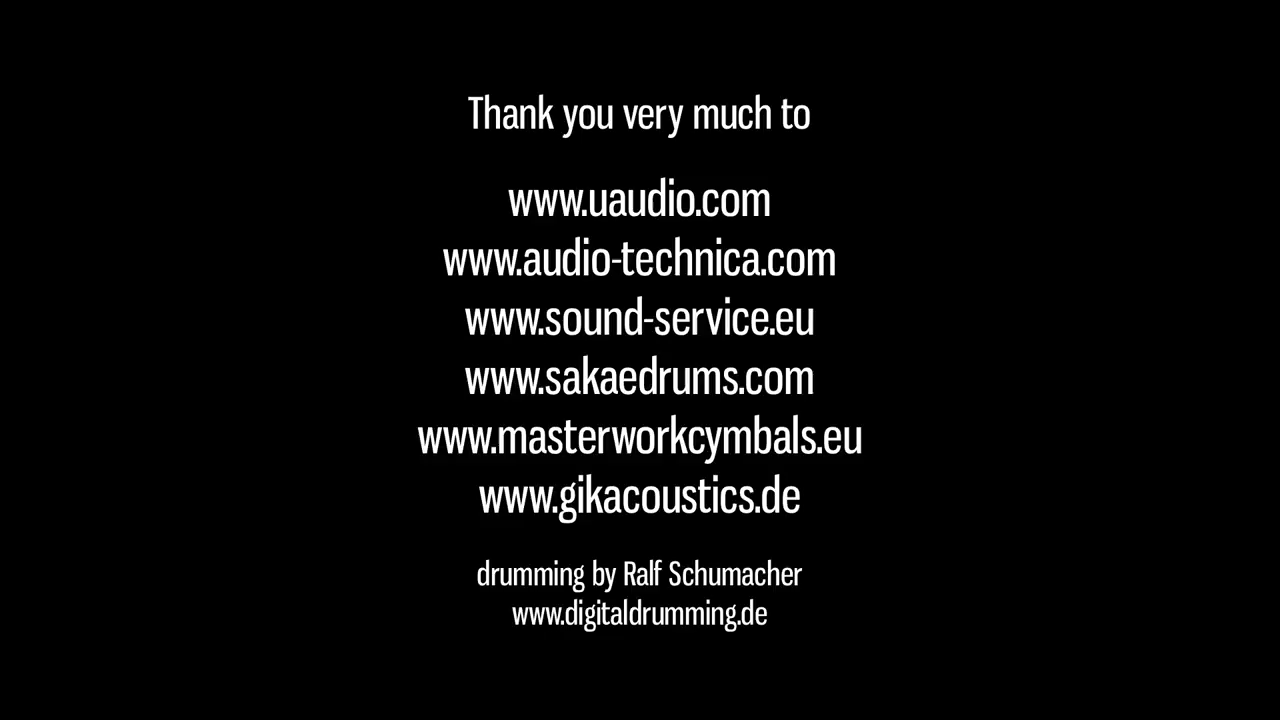 Thank you very much to
www.uaudio.com
www.audio-technica.com
www.sound-service.eu
www.sakaedrums.com
www.masterworkcymbals.eu
www.gikacoustics.de
drumming by Ralf Schumacher
www.digitaldrumming.de